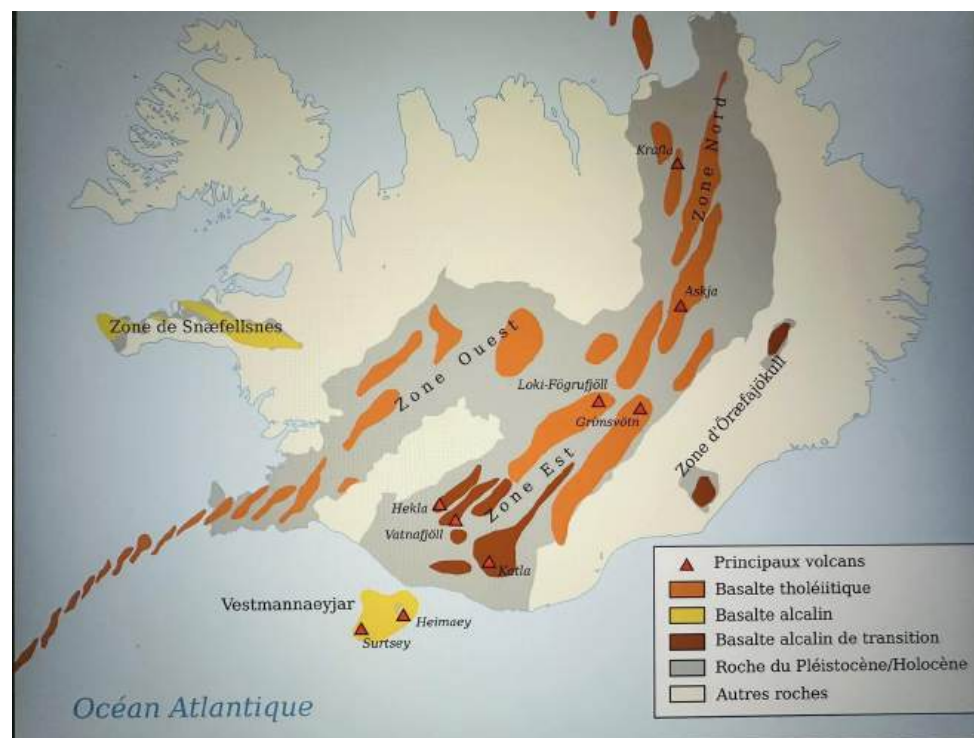 Krafla
Zone Nord
Askja
Zone de Snæfellsnes
Zone Ouest
Loki-Fögrufjöll
Grímsvötn
Zone d'Öræfajökull
Zone Est
Hekla
Vatnafjöll
Katla
Vestmannaeyjar
Heimaey
Surtsey
Océan Atlantique
Principaux volcans
Basalte tholéiitique
Basalte alcalin
Basalte alcalin de transition
Roche du Pléistocène/Holocène
Autres roches